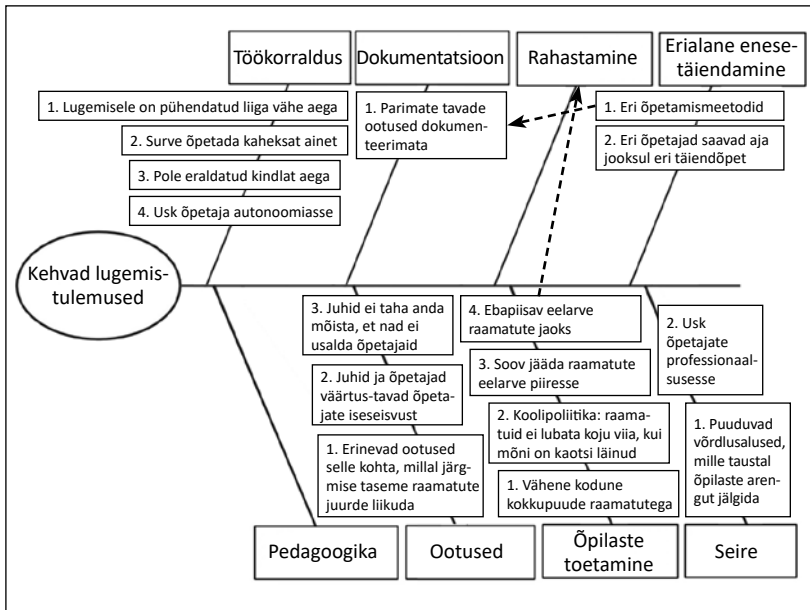 Töökorraldus
Dokumentatsioon
Rahastamine
Erialane enese-
täiendamine
1. Lugemisele on pühendatud liiga vähe aega
2. Surve õpetada kaheksat ainet
3. Pole eraldatud kindlat aega
4. Usk õpetaja autonoomiasse
1. Parimate tavade
ootused dokumen-
teerimata
1. Eri õpetamismeetodid
2. Eri õpetajad saavad aja
jooksul eri täiendõpet
Kehvad lugemis-
tulemused
3. Juhid ei taha anda
mõista, et nad ei
usalda õpetajaid
2. Juhid ja õpetajad
väärtus-tavad õpeta-
jate iseseisvust
1. Erinevad ootused
selle kohta, millal järg-
mise taseme raamatute
juurde liikuda
4. Ebapiisav eelarve
raamatute jaoks
3. Soov jääda raamatute
eelarve piiresse
2. Koolipoliitika: raama-
tuid ei lubata koju viia, kui
mõni on kaotsi läinud
1. Vähene kodune
kokkupuude raamatutega
2. Usk
õpetajate
professionaal-
susesse
1. Puuduvad
võrdlusalused,
mille taustal
õpilaste aren-
gut jälgida
Pedagoogika
Ootused
Õpilaste
toetamine
Seire